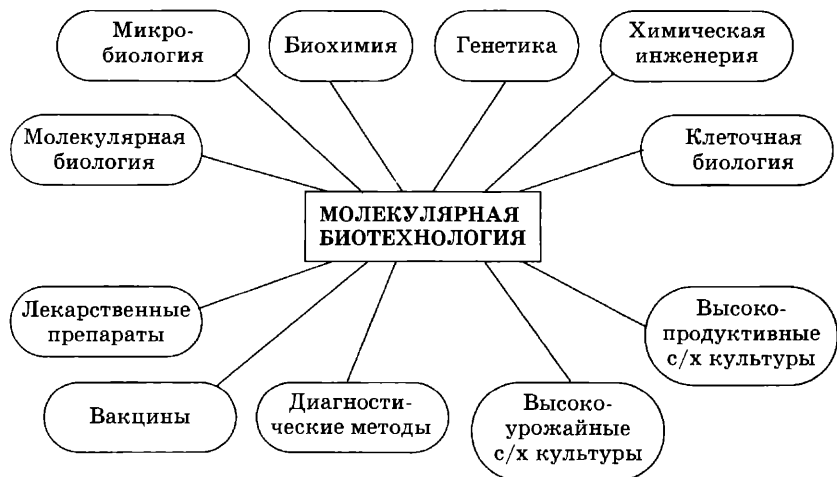 Микро-
биология
Биохимия
Генетика
Химическая
инженерия
Молекулярная
биология
Клеточная
биология
МОЛЕКУЛЯРНАЯ
БИОТЕХНОЛОГИЯ
Лекарственные
препараты
Высоко-
продуктивные
с/х культуры
Вакцины
Диагности-
ческие методы
Высоко-
урожайные
с/х культуры